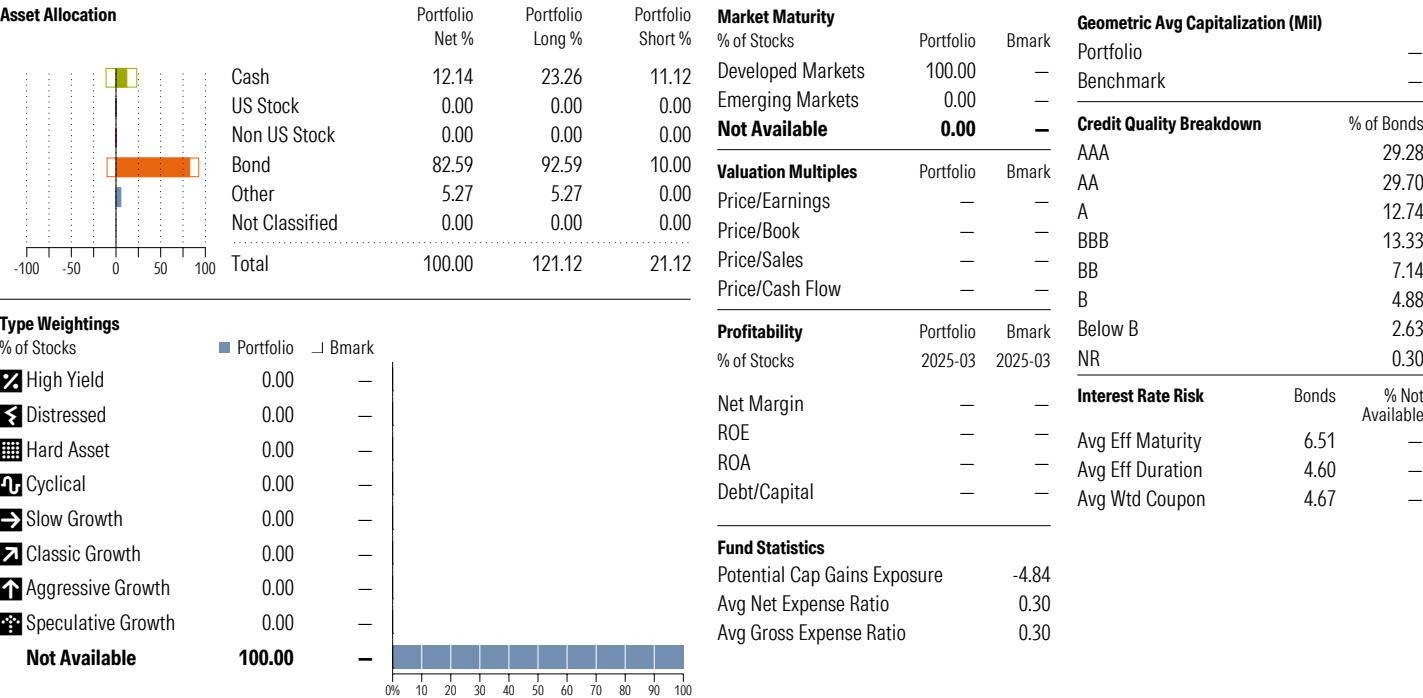 Asset Allocation
Portfolio Net % Portfolio Long % Portfolio Short %
Cash 12.14 23.26 11.12
US Stock 0.00 0.00 0.00
Non US Stock 0.00 0.00 0.00
Bond 82.59 92.59 10.00
Other 5.27 5.27 0.00
Not Classified 0.00 0.00 0.00
-100 -50 0 50 100
Total 100.00 121.12 21.12
Type Weightings
% of Stocks Portfolio Bmark
High Yield 0.00 —
Distressed 0.00 —
Hard Asset 0.00 —
Cyclical 0.00 —
Slow Growth 0.00 —
Classic Growth 0.00 —
Aggressive Growth 0.00 —
Speculative Growth 0.00 —
Not Available 100.00 —
0% 10 20 30 40 50 60 70 80 90 100
Market Maturity
% of Stocks Portfolio Bmark
Developed Markets 100.00 —
Emerging Markets 0.00 —
Not Available 0.00 —
Valuation Multiples Portfolio Bmark
Price/Earnings — —
Price/Book — —
Price/Sales — —
Price/Cash Flow — —
Profitability Portfolio Bmark
% of Stocks 2025-03 2025-03
Net Margin — —
ROE — —
ROA — —
Debt/Capital — —
Fund Statistics
Potential Cap Gains Exposure -4.84
Avg Net Expense Ratio 0.30
Avg Gross Expense Ratio 0.30
Geometric Avg Capitalization (Mil)
Portfolio —
Benchmark —
Credit Quality Breakdown % of Bonds
AAA 29.28
AA 29.70
A 12.74
BBB 13.33
BB 7.14
B 4.88
Below B 2.63
NR 0.30
Interest Rate Risk Bonds % Not Available
Avg Eff Maturity 6.51 —
Avg Eff Duration 4.60 —
Avg Wtd Coupon 4.67 —